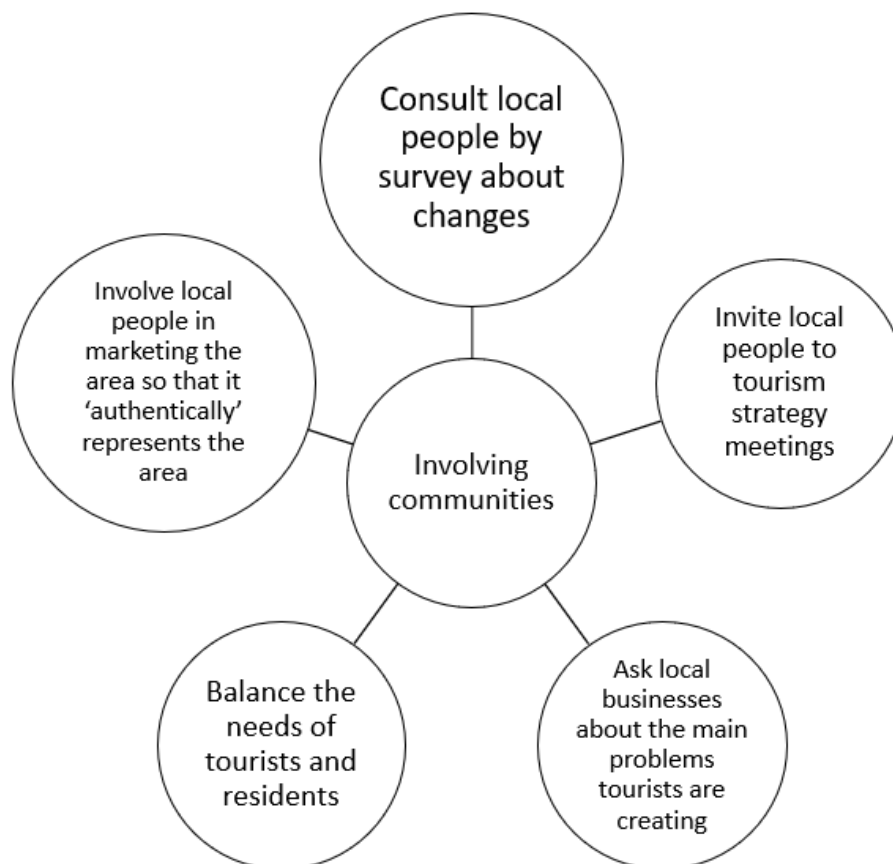 Consult local
people by
survey about
changes
Involve local
people in
marketing the
area so that it
‘authentically’
represents the
area
Invite local
people to
tourism
strategy
meetings
Involving
communities
Balance the
needs of
tourists and
residents
Ask local
businesses
about the main
problems
tourists are
creating